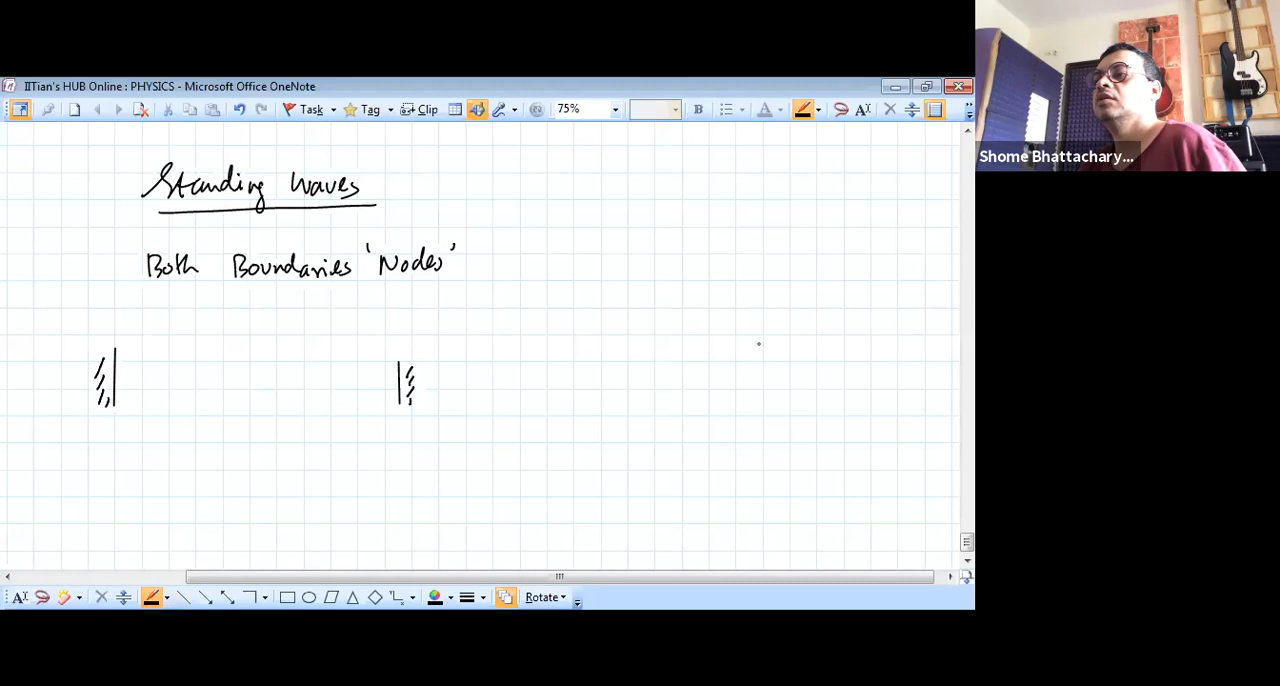 IITian's HUB Online : PHYSICS - Microsoft Office OneNote
Task Tag Clip 75% B A
Shome Bhattachary...
Standing Waves
Both Boundaries 'Nodes'
Rotate